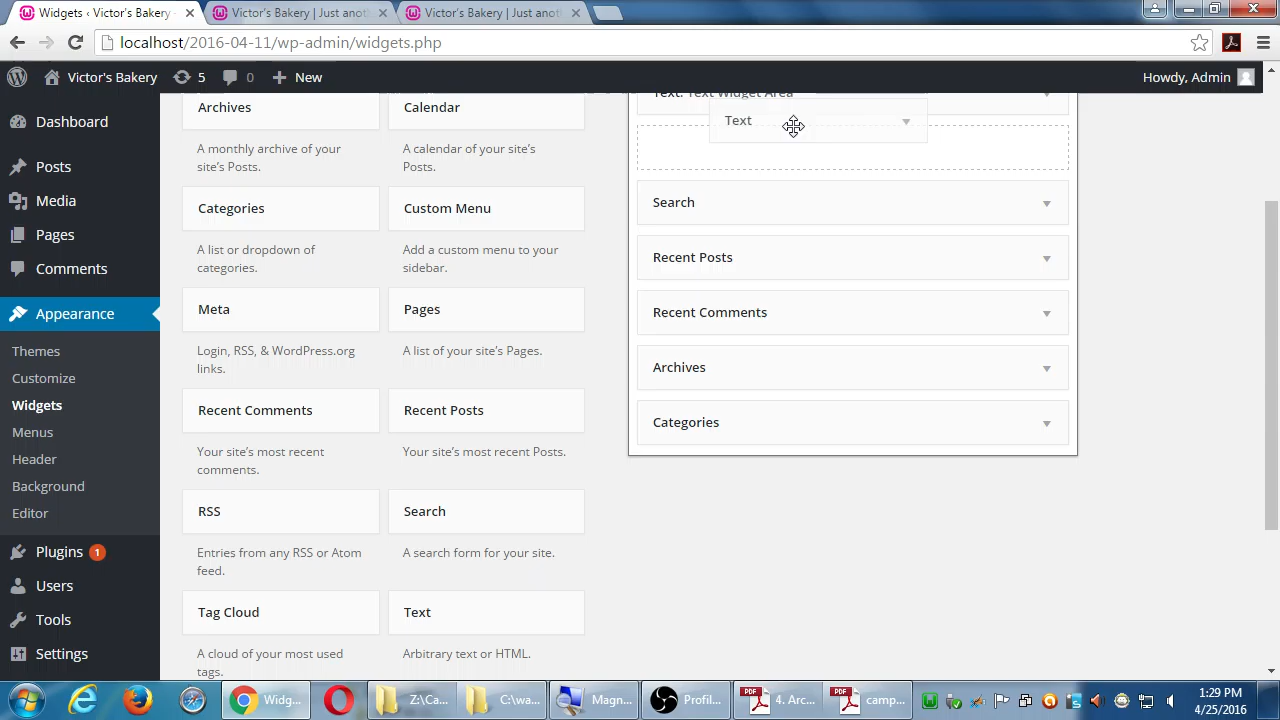 Widgets ‹ Victor's Bakery
Victor's Bakery | Just anot
Victor's Bakery | Just anot
localhost/2016-04-11/wp-admin/widgets.php
Victor's Bakery
5
0
New
Howdy, Admin
Dashboard
Posts
Media
Pages
Comments
Appearance
Themes
Customize
Widgets
Menus
Header
Background
Editor
Plugins 1
Users
Tools
Settings
Archives
A monthly archive of your
site's Posts.
Calendar
A calendar of your site's
Posts.
Categories
A list or dropdown of
categories.
Custom Menu
Add a custom menu to your
sidebar.
Meta
Login, RSS, & WordPress.org
links.
Pages
A list of your site's Pages.
Recent Comments
Your site's most recent
comments.
Recent Posts
Your site's most recent Posts.
RSS
Entries from any RSS or Atom
feed.
Search
A search form for your site.
Tag Cloud
A cloud of your most used
tags.
Text
Arbitrary text or HTML.
Text: Text Widget Area
Text
Search
Recent Posts
Recent Comments
Archives
Categories
Widg...
Z:\Ca...
C:\wa...
Magn...
Profil...
4. Arc...
camp...
1:29 PM
4/25/2016